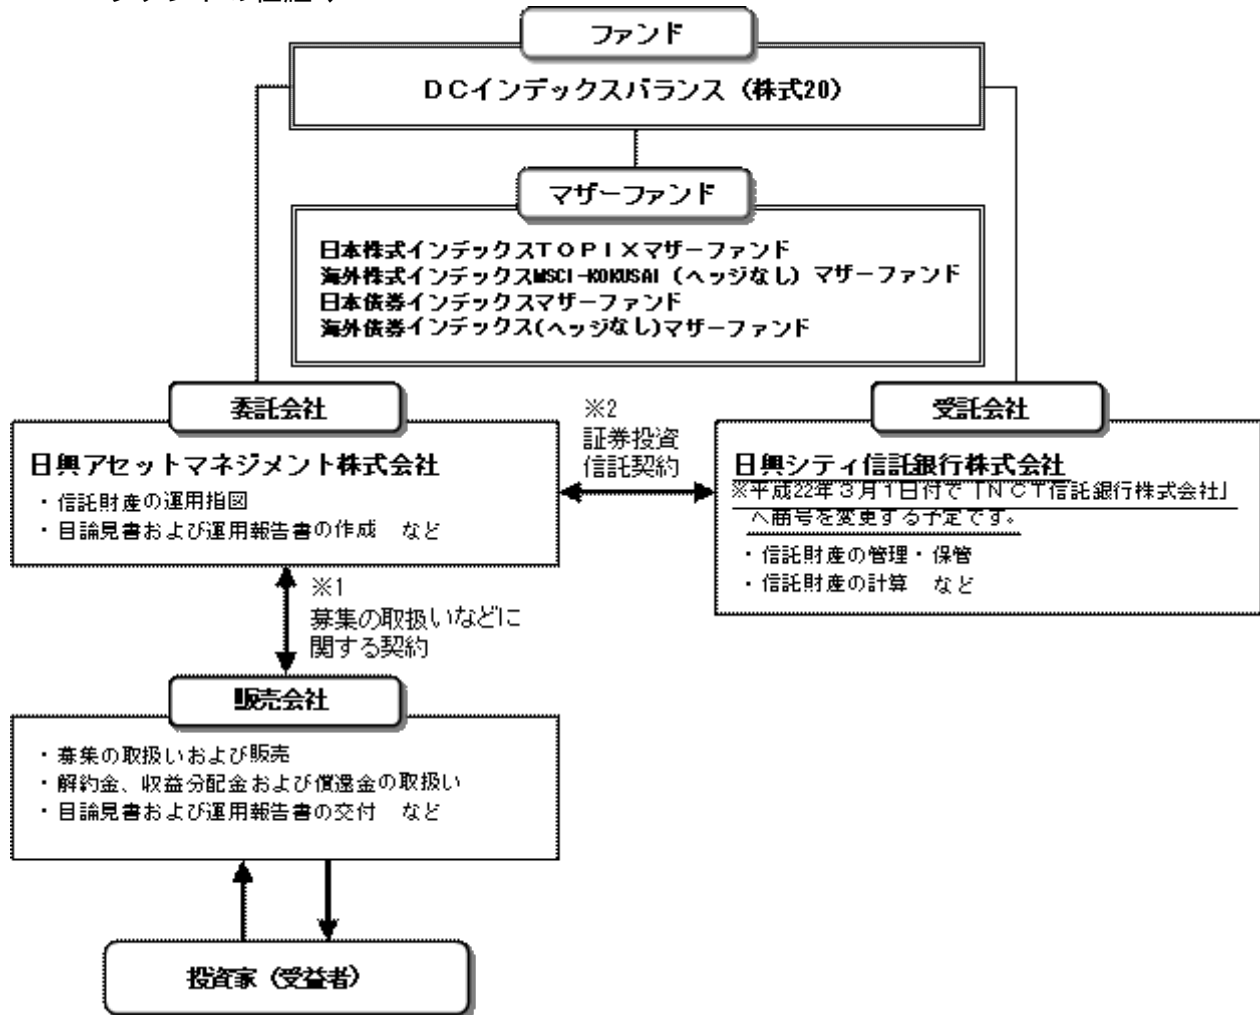 ファンド
ＤＣインデックスバランス（株式20）
マザーファンド
日本株式インデックスＴＯＰＩＸマザーファンド
海外株式インデックスMSCI-KOKUSAI（ヘッジなし）マザーファンド
日本債券インデックスマザーファンド
海外債券インデックス(ヘッジなし)マザーファンド
委託会社
日興アセットマネジメント株式会社
・信託財産の運用指図
・目論見書および運用報告書の作成　など
※2
証券投資
信託契約
受託会社
日興シティ信託銀行株式会社
※平成22年３月１日付で「ＮＣＴ信託銀行株式会社」
へ商号を変更する予定です。
・信託財産の管理・保管
・信託財産の計算　など
※1
募集の取扱いなどに
関する契約
販売会社
・募集の取扱いおよび販売
・解約金、収益分配金および償還金の取扱い
・目論見書および運用報告書の交付　など
投資家（受益者）